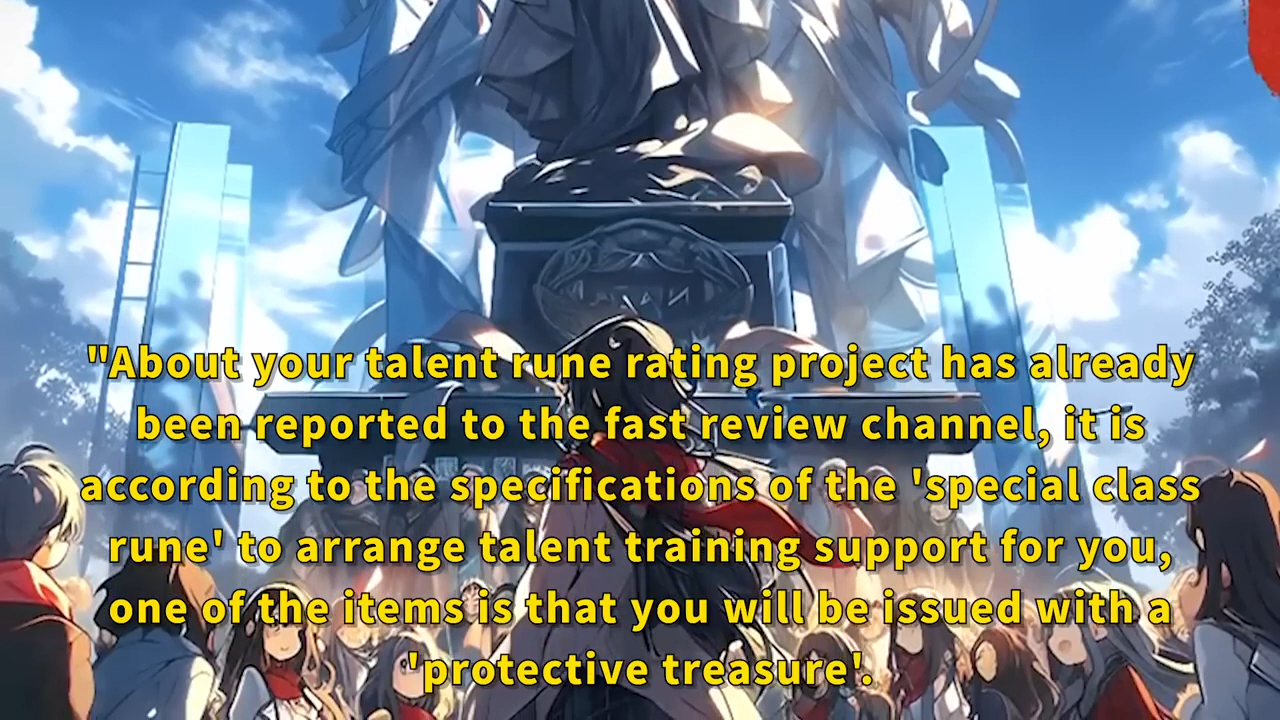 "About your talent rune rating project has already
been reported to the fast review channel, it is
according to the specifications of the 'special class
rune' to arrange talent training support for you,
one of the items is that you will be issued with a
'protective treasure'.